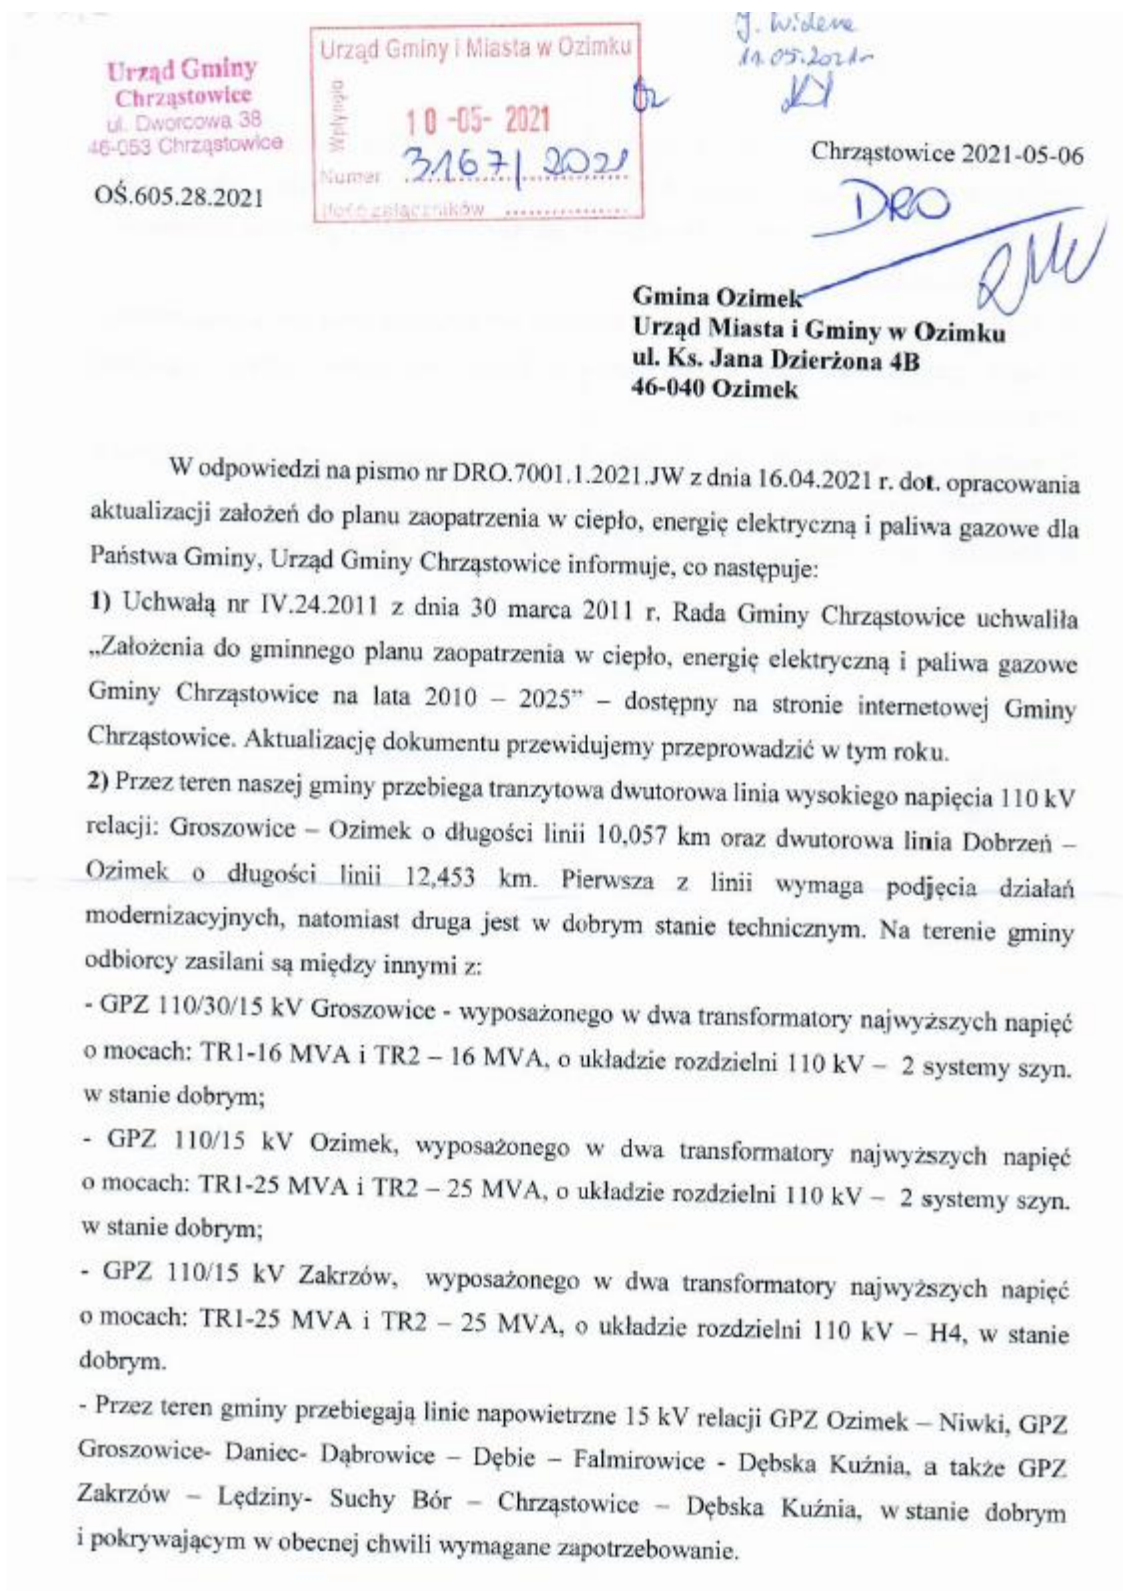 J. Widera
11.05.2021r
Urząd Gminy
Chrząstowice
ul. Dworcowa 38
46-053 Chrząstowice
OŚ.605.28.2021
Urząd Gminy i Miasta w Ozimku
Wpłynęło
10 -05- 2021
Numer 3167/2021
Ilość załączników ..................
Chrząstowice 2021-05-06
DRO
Gmina Ozimek
Urząd Miasta i Gminy w Ozimku
ul. Ks. Jana Dzierżona 4B
46-040 Ozimek
W odpowiedzi na pismo nr DRO.7001.1.2021.JW z dnia 16.04.2021 r. dot. opracowania
aktualizacji założeń do planu zaopatrzenia w ciepło, energię elektryczną i paliwa gazowe dla
Państwa Gminy, Urząd Gminy Chrząstowice informuje, co następuje:
1) Uchwałą nr IV.24.2011 z dnia 30 marca 2011 r. Rada Gminy Chrząstowice uchwaliła
„Założenia do gminnego planu zaopatrzenia w ciepło, energię elektryczną i paliwa gazowe
Gminy Chrząstowice na lata 2010 – 2025” – dostępny na stronie internetowej Gminy
Chrząstowice. Aktualizację dokumentu przewidujemy przeprowadzić w tym roku.
2) Przez teren naszej gminy przebiega tranzytowa dwutorowa linia wysokiego napięcia 110 kV
relacji: Groszowice – Ozimek o długości linii 10,057 km oraz dwutorowa linia Dobrzeń –
Ozimek o długości linii 12,453 km. Pierwsza z linii wymaga podjęcia działań
modernizacyjnych, natomiast druga jest w dobrym stanie technicznym. Na terenie gminy
odbiorcy zasilani są między innymi z:
- GPZ 110/30/15 kV Groszowice - wyposażonego w dwa transformatory najwyższych napięć
o mocach: TR1-16 MVA i TR2 – 16 MVA, o układzie rozdzielni 110 kV – 2 systemy szyn.
w stanie dobrym;
- GPZ 110/15 kV Ozimek, wyposażonego w dwa transformatory najwyższych napięć
o mocach: TR1-25 MVA i TR2 – 25 MVA, o układzie rozdzielni 110 kV – 2 systemy szyn.
w stanie dobrym;
- GPZ 110/15 kV Zakrzów, wyposażonego w dwa transformatory najwyższych napięć
o mocach: TR1-25 MVA i TR2 – 25 MVA, o układzie rozdzielni 110 kV – H4, w stanie
dobrym.
- Przez teren gminy przebiegają linie napowietrzne 15 kV relacji GPZ Ozimek – Niwki, GPZ
Groszowice- Daniec- Dąbrowice – Dębie – Falmirowice - Dębska Kuźnia, a także GPZ
Zakrzów – Lędziny- Suchy Bór – Chrząstowice – Dębska Kuźnia, w stanie dobrym
i pokrywającym w obecnej chwili wymagane zapotrzebowanie.